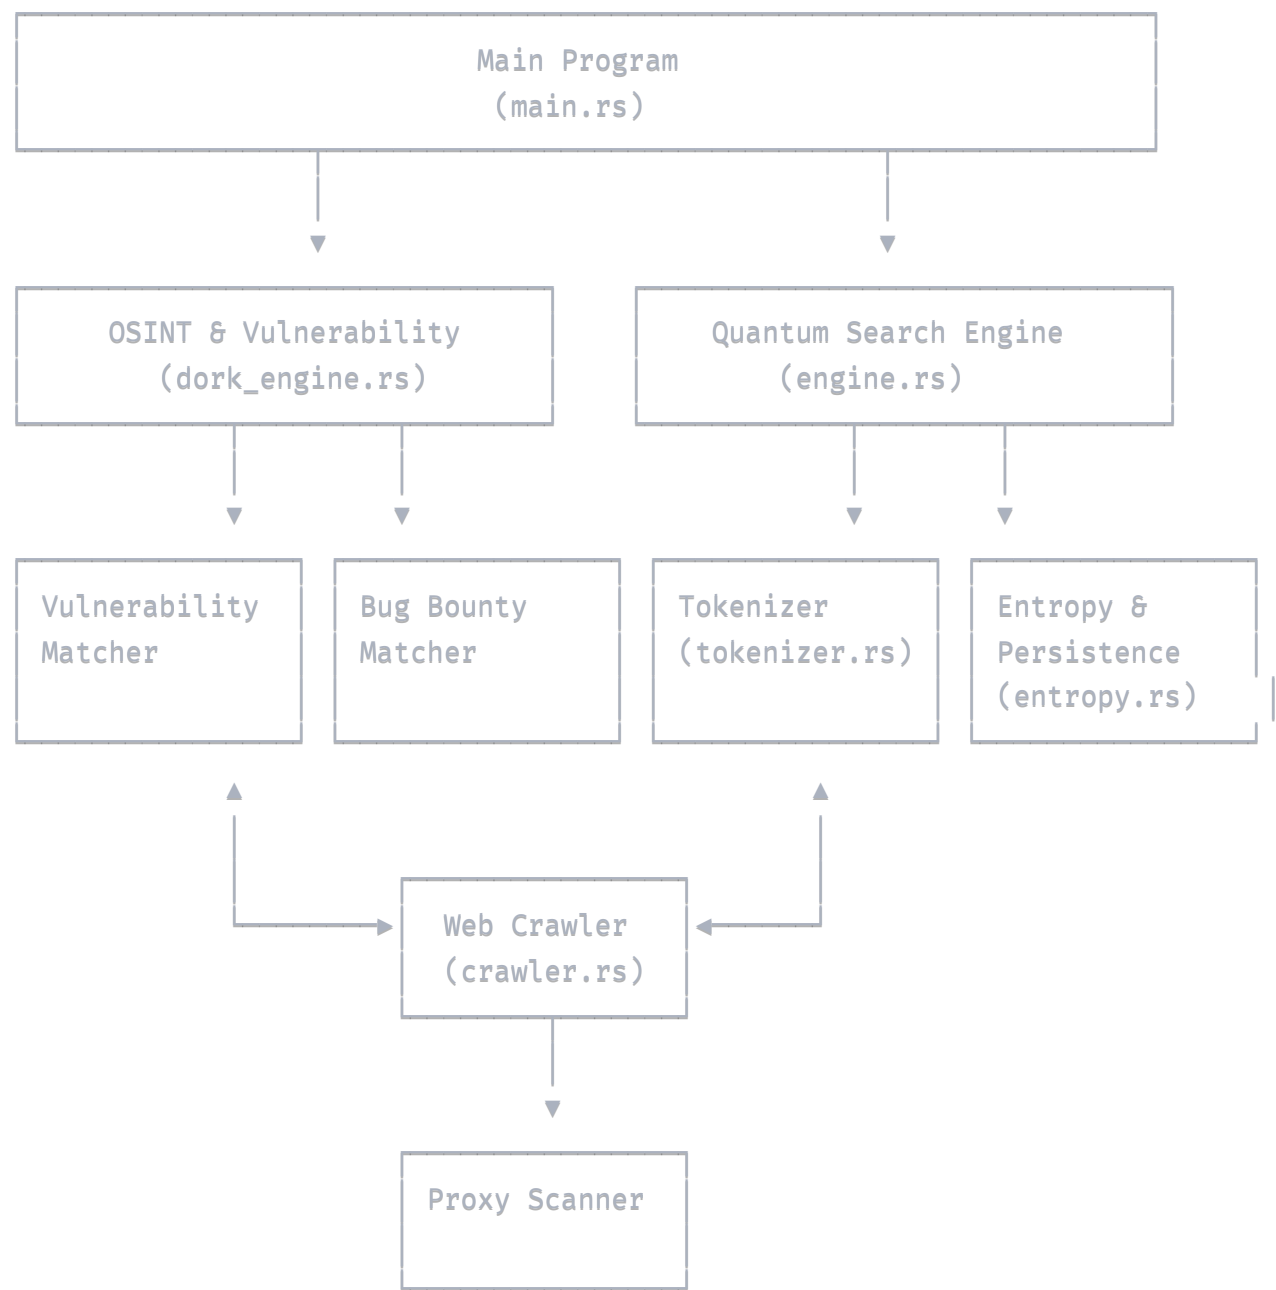 Main Program
(main.rs)
OSINT & Vulnerability
(dork_engine.rs)
Quantum Search Engine
(engine.rs)
Vulnerability
Matcher
Bug Bounty
Matcher
Tokenizer
(tokenizer.rs)
Entropy &
Persistence
(entropy.rs)
Web Crawler
(crawler.rs)
Proxy Scanner